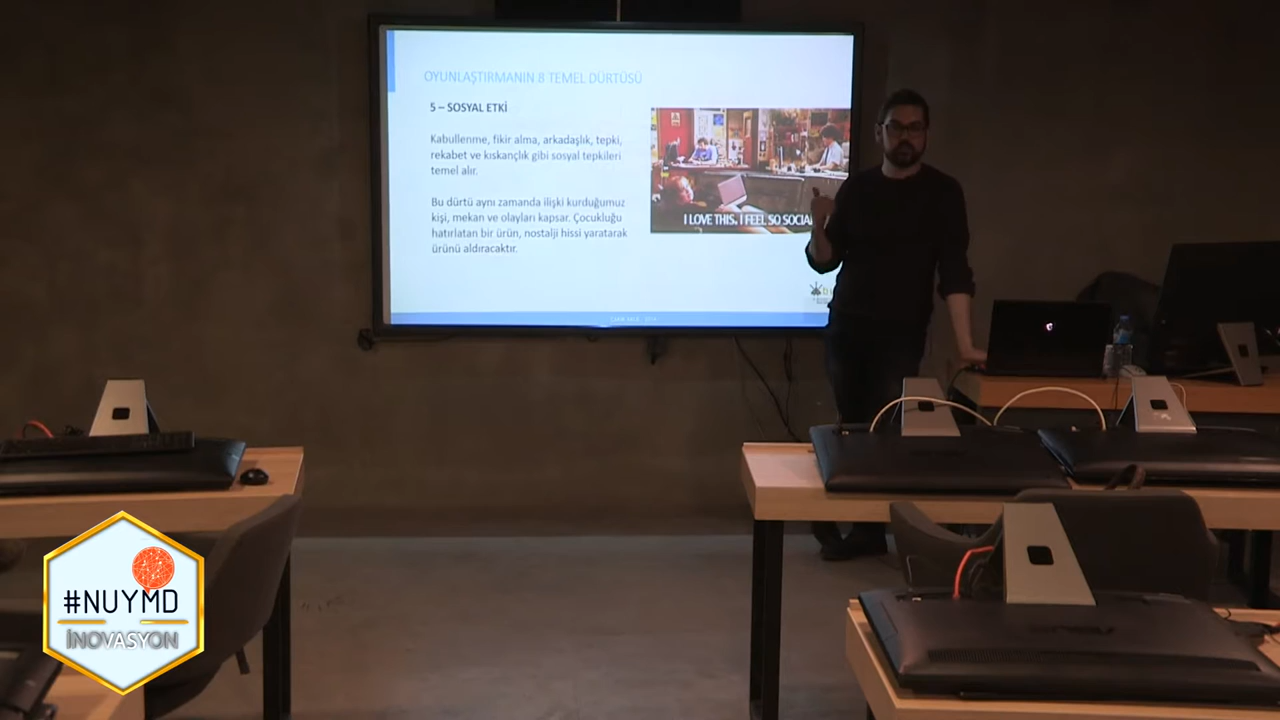 OYUNLAŞTIRMANIN 8 TEMEL DÜRTÜSÜ
5 – SOSYAL ETKİ
Kabullenme, fikir alma, arkadaşlık, tepki,
rekabet ve kıskançlık gibi sosyal tepkileri
temel alır.
Bu dürtü aynı zamanda ilişki kurduğumuz
kişi, mekan ve olayları kapsar. Çocukluğu
hatırlatan bir ürün, nostalji hissi yaratarak
ürünü aldıracaktır.
I LOVE THIS. I FEEL SO SOCIAL
#NUYMD
İNOVASYON